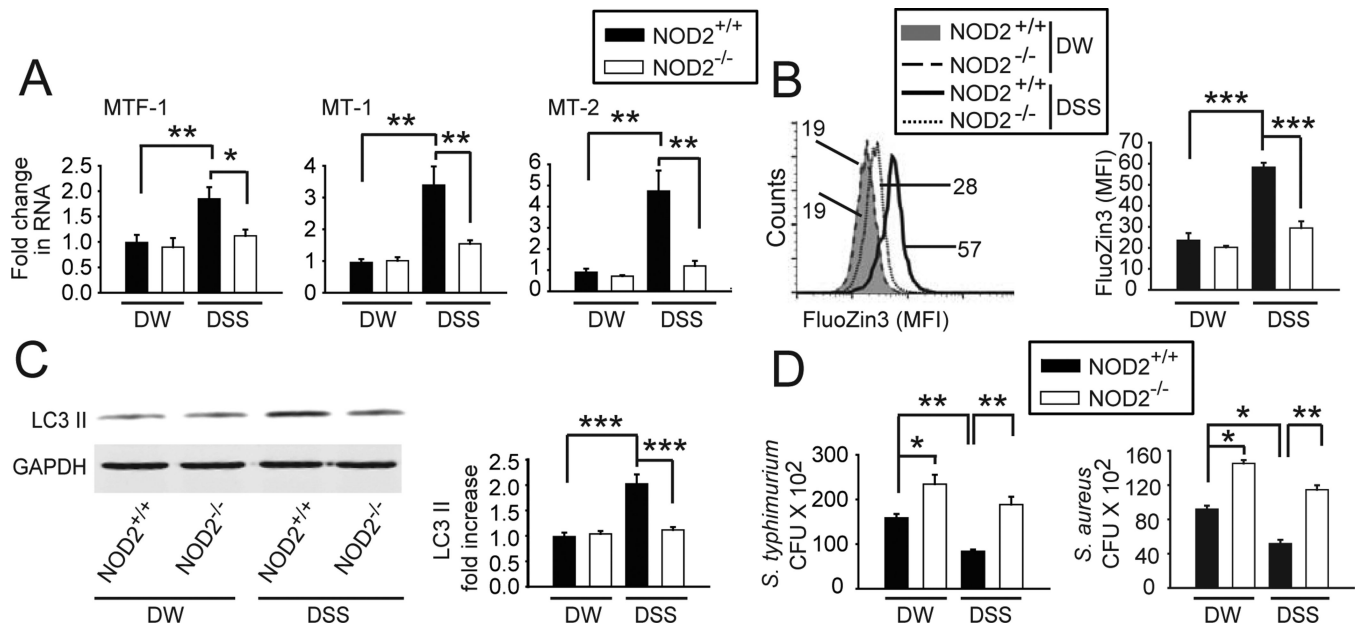 A
NOD2+/+
NOD2-/-
MTF-1
MT-1
MT-2
Fold change
in RNA
2.5
2.0
1.5
1.0
0.5
0.0
**
*
DW
DSS
4
3
2
1
0
**
**
DW
DSS
6
5
4
2
1
0
**
**
DW
DSS
B
NOD2+/+
NOD2-/-
DW
NOD2+/+
NOD2-/-
DSS
Counts
19
19
28
57
FluoZin3 (MFI)
FluoZin3 (MFI)
70
60
50
40
30
20
10
0
***
***
DW
DSS
C
LC3 II
GAPDH
NOD2+/+
NOD2-/-
NOD2+/+
NOD2-/-
DW
DSS
LC3 II
fold increase
2.5
2.0
1.5
1.0
0.5
0.0
***
***
DW
DSS
D
NOD2+/+
NOD2-/-
S. typhimurium
CFU X 102
300
200
100
0
**
**
*
DW
DSS
S. aureus
CFU X 102
160
120
80
40
0
*
**
*
DW
DSS